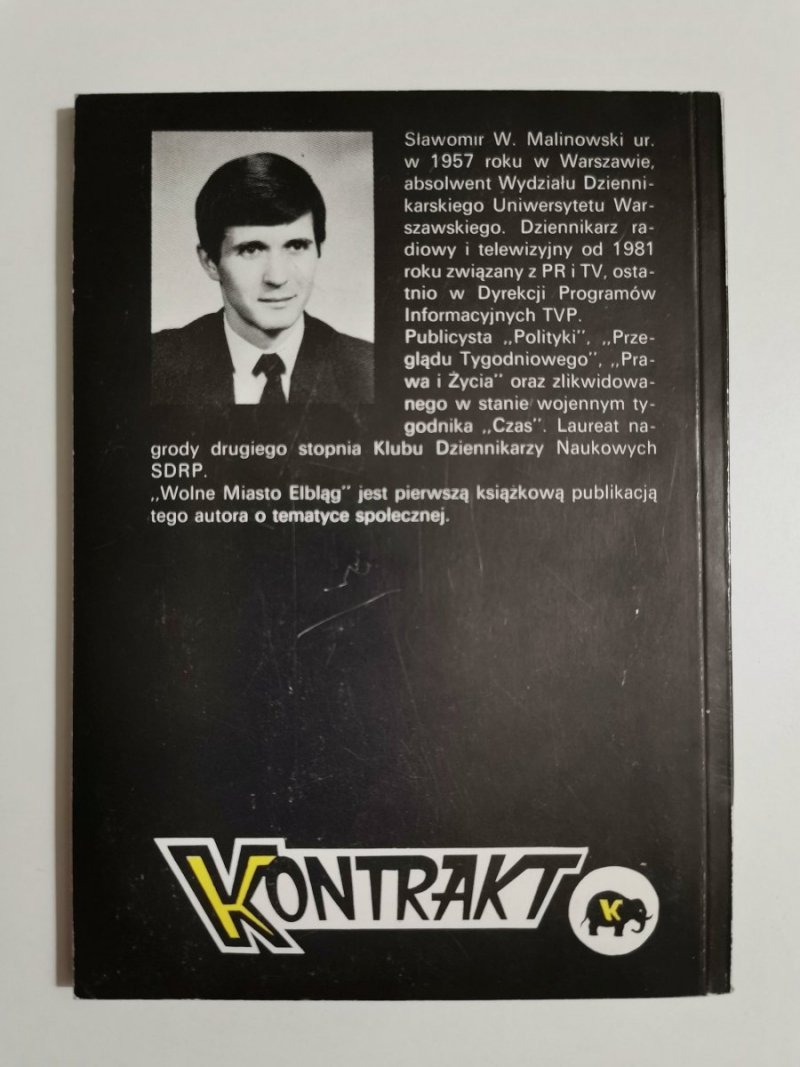 Sławomir W. Malinowski ur.
w 1957 roku w Warszawie,
absolwent Wydziału Dzienni-
karskiego Uniwersytetu War-
szawskiego. Dziennikarz ra-
diowy i telewizyjny od 1981
roku związany z PR i TV, osta-
tnio w Dyrekcji Programów
Informacyjnych TVP.
Publicysta „Polityki”, „Prze-
glądu Tygodniowego”, „Pra-
wa i Życia” oraz zlikwidowa-
nego w stanie wojennym ty-
godnika „Czas”. Laureat na-
grody drugiego stopnia Klubu Dziennikarzy Naukowych
SDRP.
„Wolne Miasto Elbląg” jest pierwszą książkową publikacją
tego autora o tematyce społecznej.
KONTRAKT
K